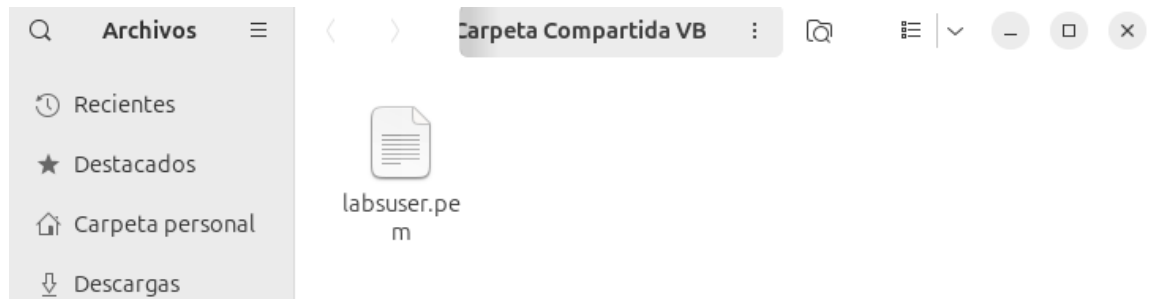 Archivos
Carpeta Compartida VB
Recientes
Destacados
Carpeta personal
Descargas
labsuser.pe
m